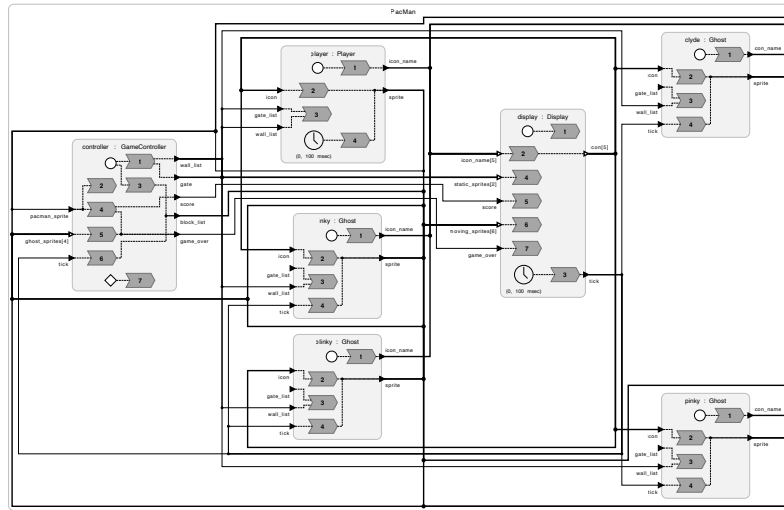 PacMan
player : Player
1
icon_name
icon
2
sprite
gate_list
3
wall_list
4
(0, 100 msec)
controller : GameController
1
wall_list
2
3
gate
score
pacman_sprite
4
block_list
ghost_sprites[4]
5
game_over
tick
6
7
nky : Ghost
1
icon_name
icon
2
sprite
gate_list
3
wall_list
4
tick
blinky : Ghost
1
icon_name
icon
2
sprite
gate_list
3
wall_list
4
tick
display : Display
1
icon_name[5]
2
con[5]
static_sprites[2]
4
score
5
moving_sprites[6]
6
game_over
7
3
tick
(0, 100 msec)
clyde : Ghost
1
con_name
con
2
sprite
gate_list
3
wall_list
4
tick
pinky : Ghost
1
con_name
con
2
sprite
gate_list
3
wall_list
4
tick